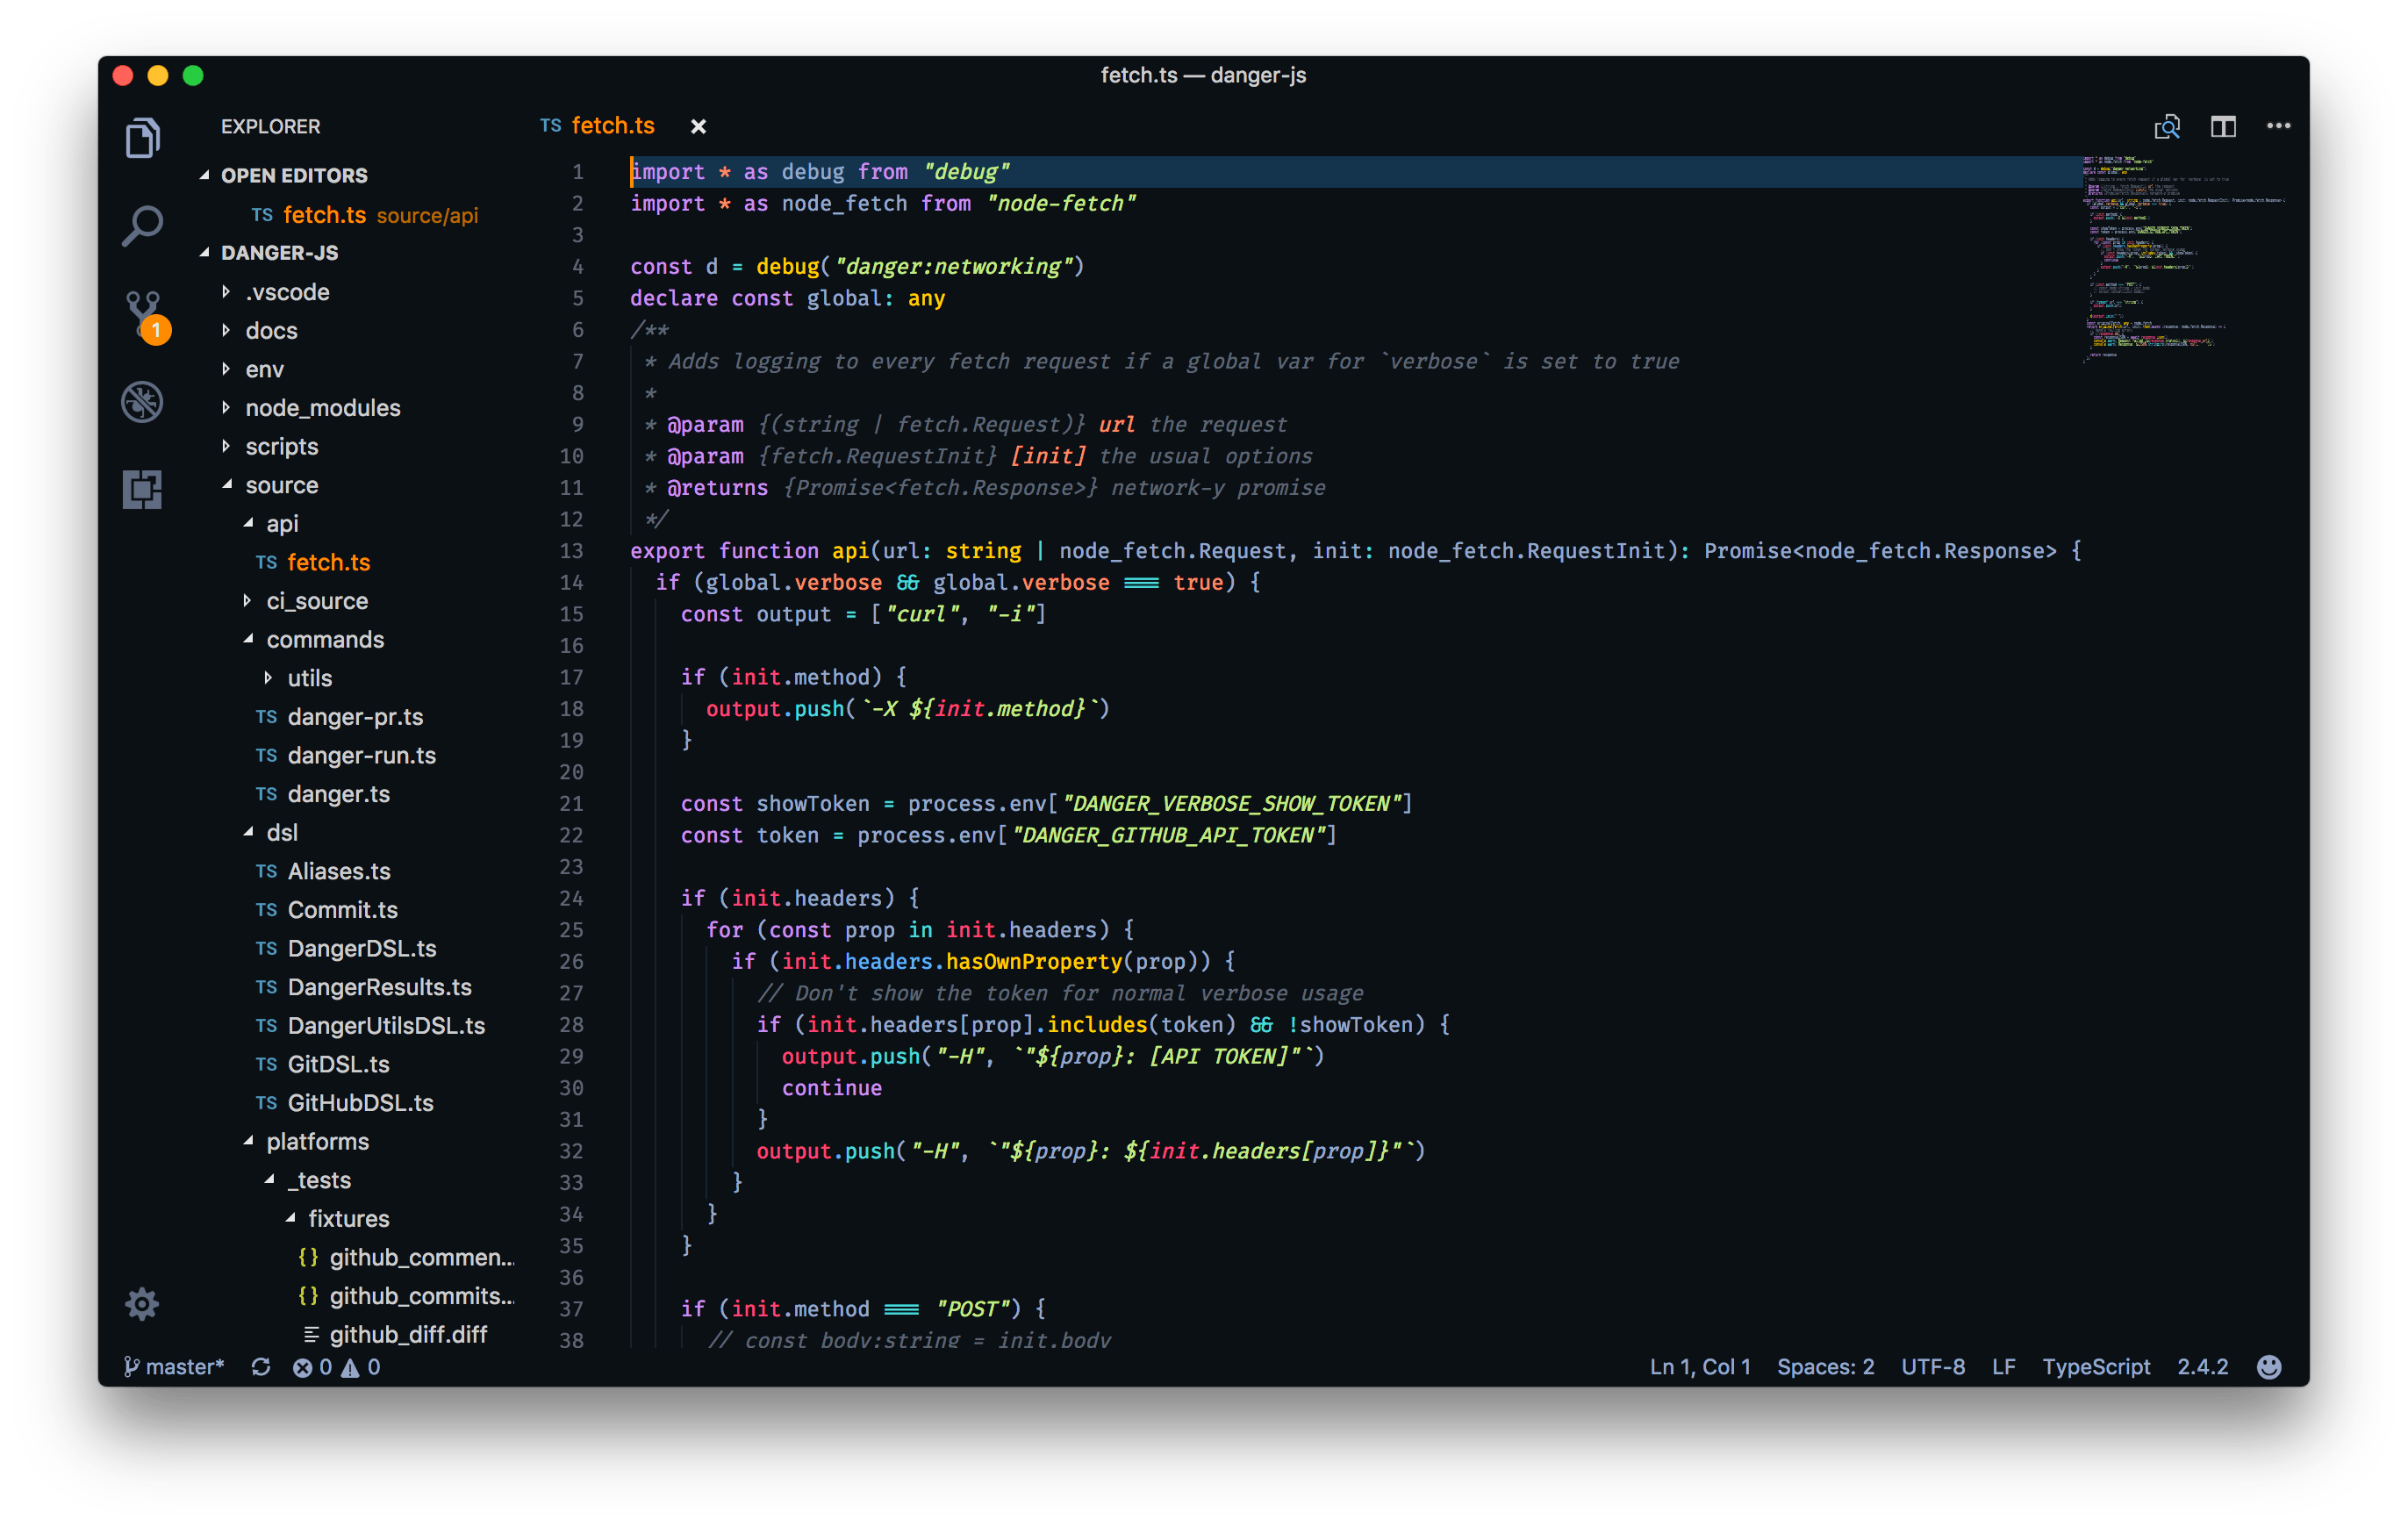 fetch.ts — danger-js
EXPLORER
OPEN EDITORS
TS fetch.ts source/api
DANGER-JS
.vscode
docs
env
node_modules
scripts
source
api
TS fetch.ts
ci_source
commands
utils
TS danger-pr.ts
TS danger-run.ts
TS danger.ts
dsl
TS Aliases.ts
TS Commit.ts
TS DangerDSL.ts
TS DangerResults.ts
TS DangerUtilsDSL.ts
TS GitDSL.ts
TS GitHubDSL.ts
platforms
_tests
fixtures
{} github_commen...
{} github_commits...
github_diff.diff
1
TS fetch.ts ×
1 import * as debug from "debug"
2 import * as node_fetch from "node-fetch"
3
4 const d = debug("danger:networking")
5 declare const global: any
6 /**
7 * Adds logging to every fetch request if a global var for `verbose` is set to true
8 *
9 * @param {(string | fetch.Request)} url the request
10 * @param {fetch.RequestInit} [init] the usual options
11 * @returns {Promise<fetch.Response>} network-y promise
12 */
13 export function api(url: string | node_fetch.Request, init: node_fetch.RequestInit): Promise<node_fetch.Response> {
14 if (global.verbose && global.verbose === true) {
15 const output = ["curl", "-i"]
16
17 if (init.method) {
18 output.push(`-X ${init.method}`)
19 }
20
21 const showToken = process.env["DANGER_VERBOSE_SHOW_TOKEN"]
22 const token = process.env["DANGER_GITHUB_API_TOKEN"]
23
24 if (init.headers) {
25 for (const prop in init.headers) {
26 if (init.headers.hasOwnProperty(prop)) {
27 // Don't show the token for normal verbose usage
28 if (init.headers[prop].includes(token) && !showToken) {
29 output.push("-H", `"${prop}: [API TOKEN]"`)
30 continue
31 }
32 output.push("-H", `"${prop}: ${init.headers[prop]}"`)
33 }
34 }
35 }
36
37 if (init.method === "POST") {
38 // const body:string = init.body
master* 0 0
Ln 1, Col 1 Spaces: 2 UTF-8 LF TypeScript 2.4.2